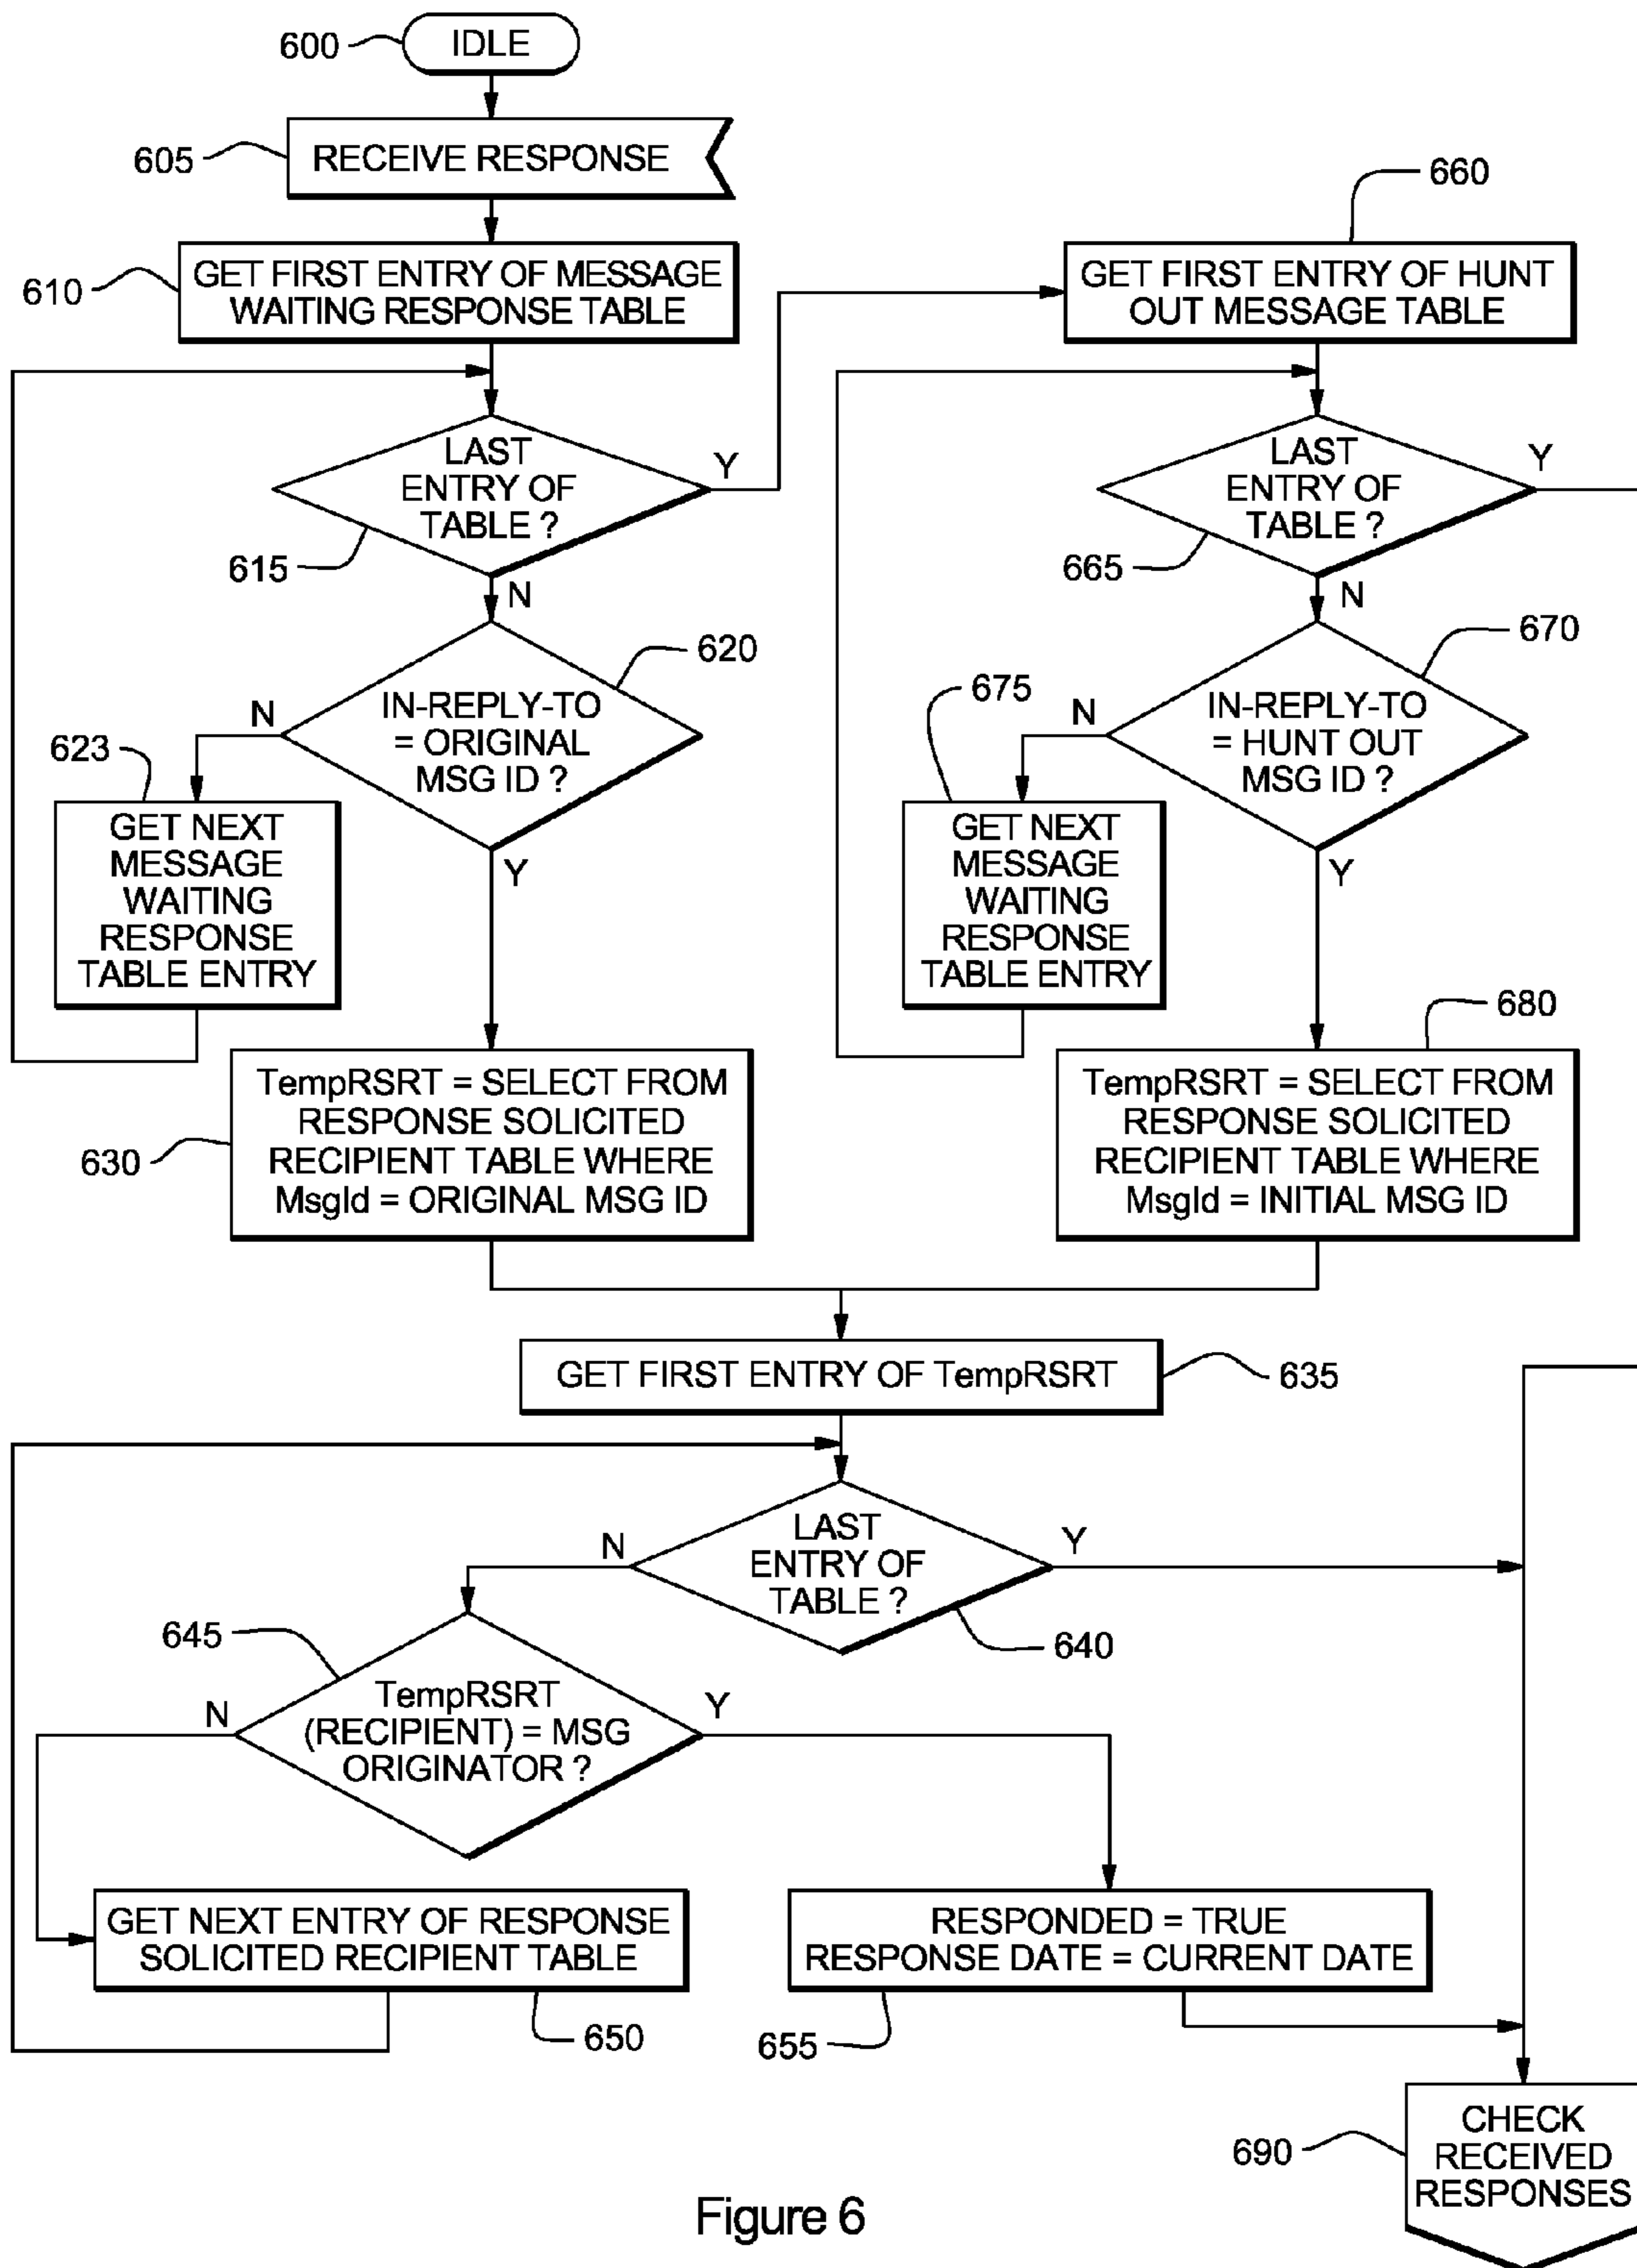 600
IDLE
605
RECEIVE RESPONSE
660
610
GET FIRST ENTRY OF MESSAGE
WAITING RESPONSE TABLE
GET FIRST ENTRY OF HUNT
OUT MESSAGE TABLE
LAST
ENTRY OF
TABLE ?
Y
615
N
LAST
ENTRY OF
TABLE ?
Y
665
N
620
IN-REPLY-TO
= ORIGINAL
MSG ID ?
N
Y
623
GET NEXT
MESSAGE
WAITING
RESPONSE
TABLE ENTRY
670
IN-REPLY-TO
= HUNT OUT
MSG ID ?
N
Y
675
GET NEXT
MESSAGE
WAITING
RESPONSE
TABLE ENTRY
680
630
TempRSRT = SELECT FROM
RESPONSE SOLICITED
RECIPIENT TABLE WHERE
MsgId = ORIGINAL MSG ID
TempRSRT = SELECT FROM
RESPONSE SOLICITED
RECIPIENT TABLE WHERE
MsgId = INITIAL MSG ID
GET FIRST ENTRY OF TempRSRT
635
LAST
ENTRY OF
TABLE ?
N
Y
640
645
TempRSRT
(RECIPIENT) = MSG
ORIGINATOR ?
N
Y
GET NEXT ENTRY OF RESPONSE
SOLICITED RECIPIENT TABLE
650
RESPONDED = TRUE
RESPONSE DATE = CURRENT DATE
655
690
CHECK
RECEIVED
RESPONSES
Figure 6